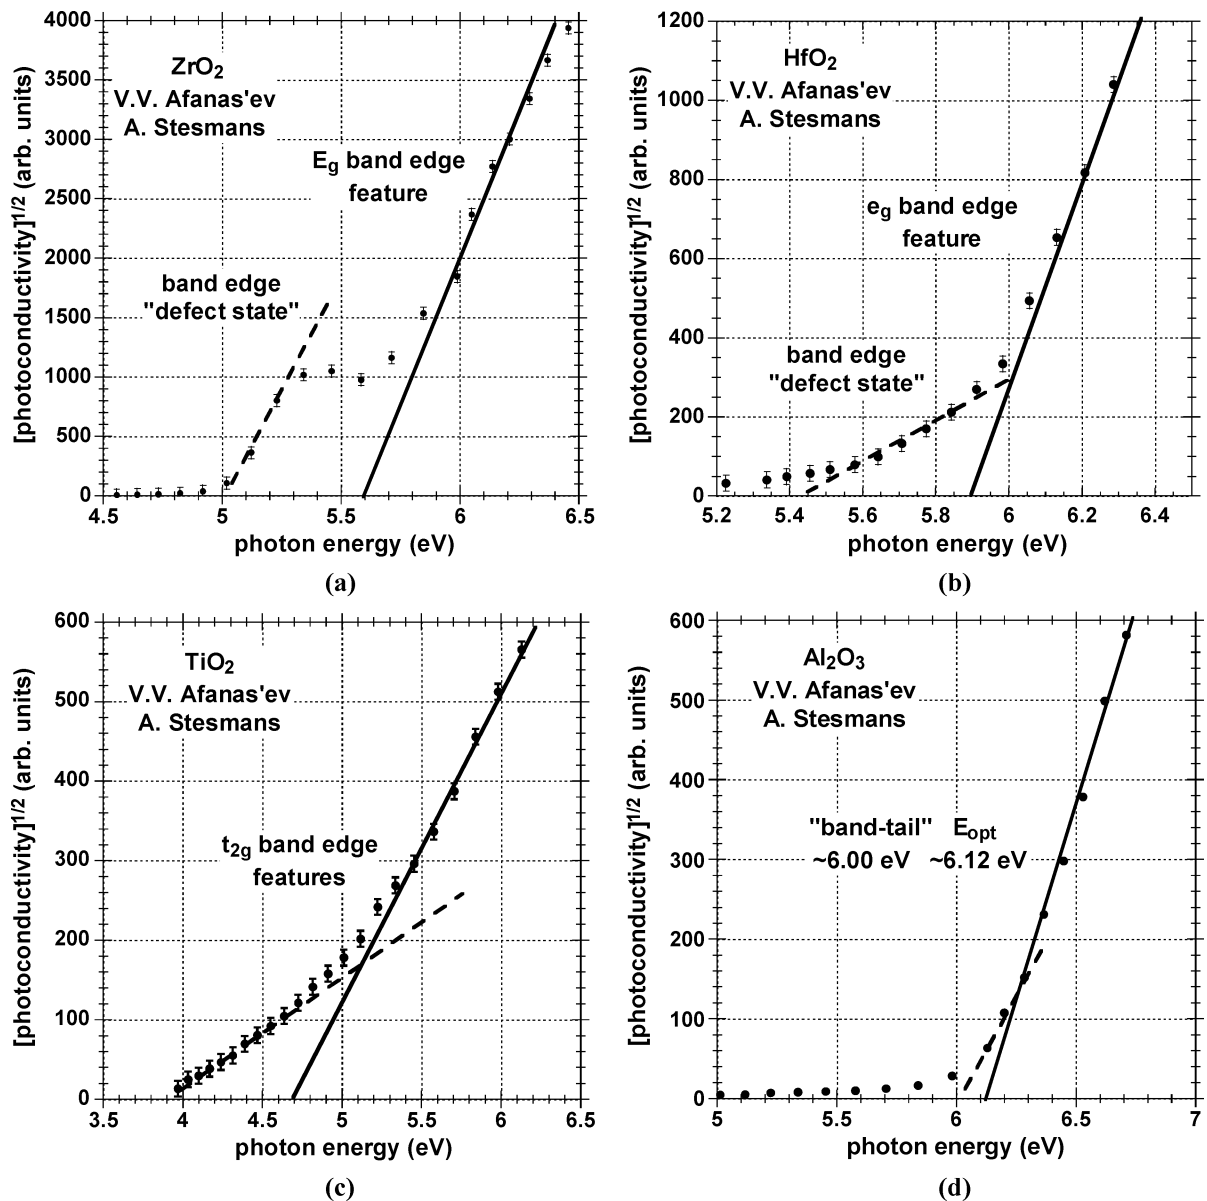 4000
3500
3000
2500
2000
1500
1000
500
0
[photoconductivity]1/2 (arb. units)
ZrO2
V.V. Afanas'ev
A. Stesmans
Eg band edge
feature
band edge
"defect state"
4.5 5 5.5 6 6.5
photon energy (eV)
(a)
1200
1000
800
600
400
200
0
[photoconductivity]1/2 (arb. units)
HfO2
V.V. Afanas'ev
A. Stesmans
eg band edge
feature
band edge
"defect state"
5.2 5.4 5.6 5.8 6 6.2 6.4
photon energy (eV)
(b)
600
500
400
300
200
100
0
[photoconductivity]1/2 (arb. units)
TiO2
V.V. Afanas'ev
A. Stesmans
t2g band edge
features
3.5 4 4.5 5 5.5 6 6.5
photon energy (eV)
(c)
600
500
400
300
200
100
0
[photoconductivity]1/2 (arb. units)
Al2O3
V.V. Afanas'ev
A. Stesmans
"band-tail" Eopt
~6.00 eV ~6.12 eV
5 5.5 6 6.5 7
photon energy (eV)
(d)